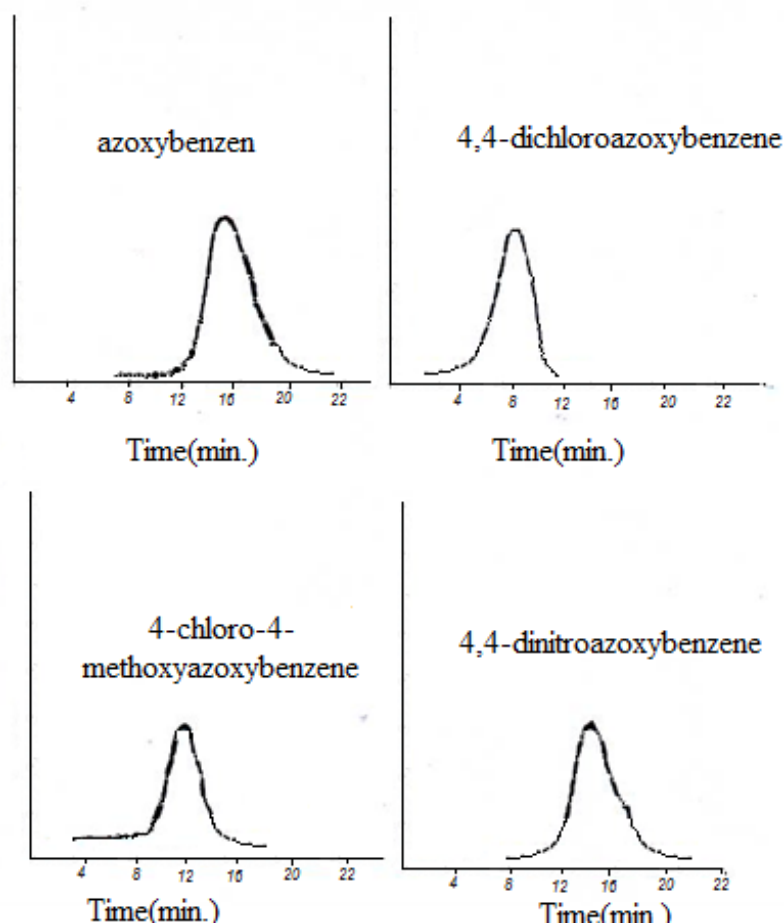 azoxybenzen
4 8 12 16 20 22
Time(min.)
4,4-dichloroazoxybenzene
4 8 12 16 20 22
Time(min.)
4-chloro-4-
methoxyazoxybenzene
4 8 12 16 20 22
Time(min.)
4,4-dinitroazoxybenzene
4 8 12 16 20 22
Time(min.)